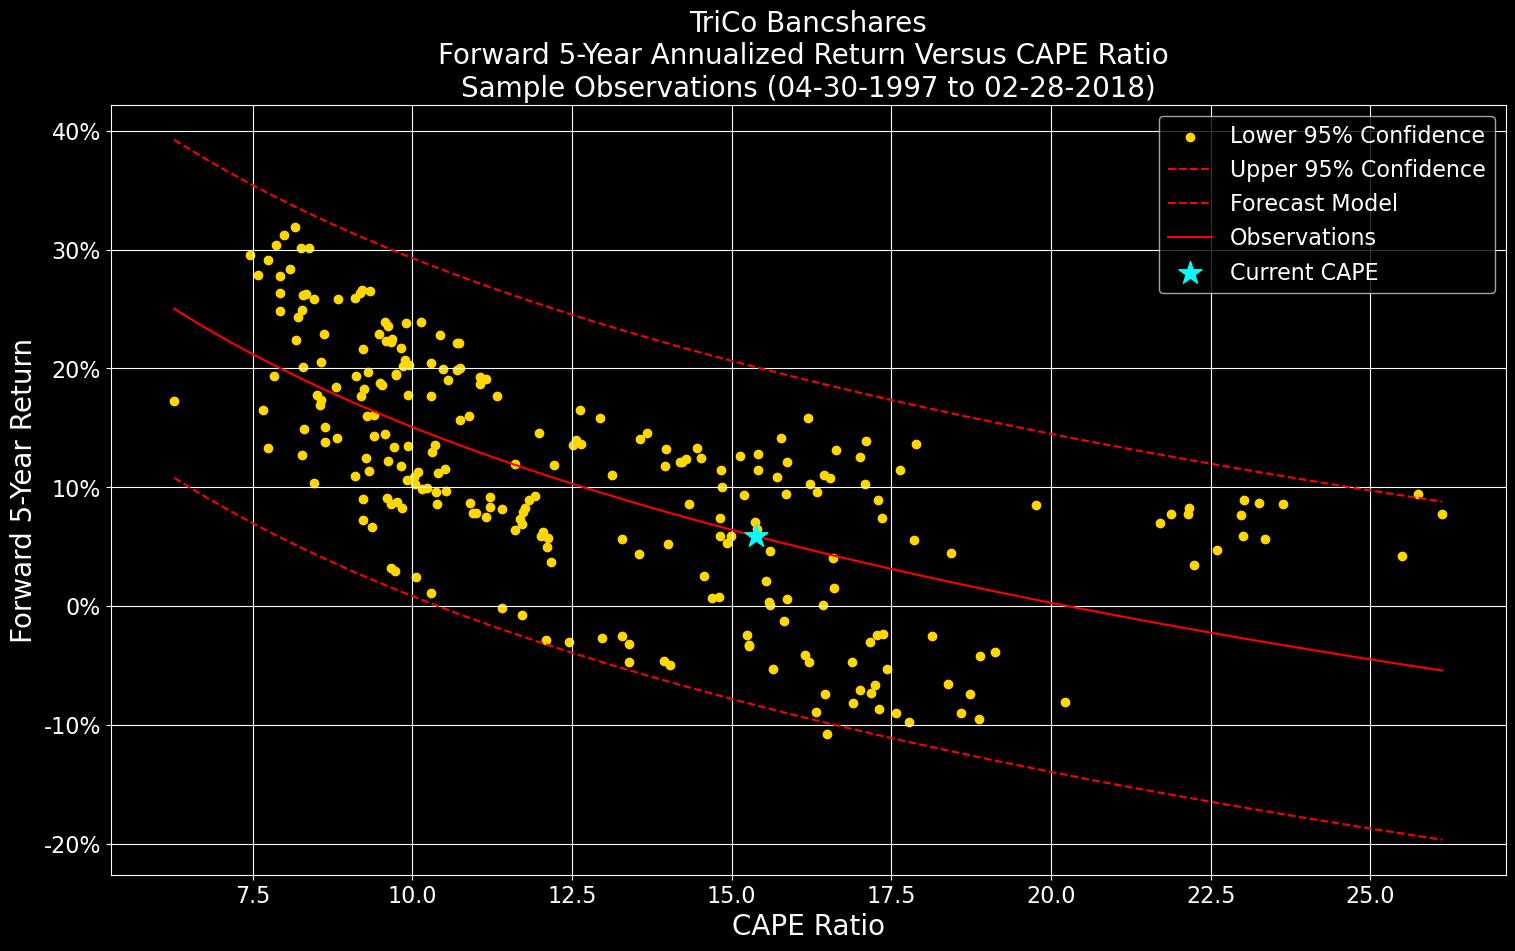 TriCo Bancshares
Forward 5-Year Annualized Return Versus CAPE Ratio
Sample Observations (04-30-1997 to 02-28-2018)
Lower 95% Confidence
Upper 95% Confidence
Forecast Model
Observations
Current CAPE
Forward 5-Year Return
40%
30%
20%
10%
0%
-10%
-20%
7.5 10.0 12.5 15.0 17.5 20.0 22.5 25.0
CAPE Ratio